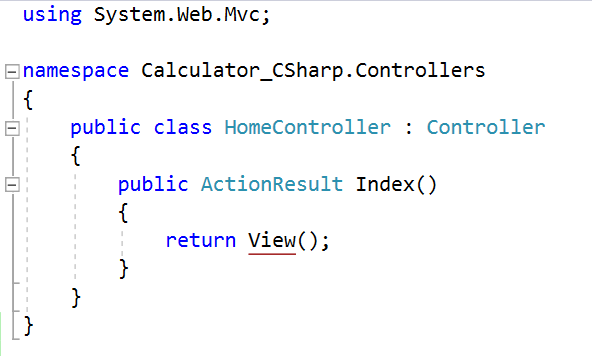 using System.Web.Mvc;
namespace Calculator_CSharp.Controllers
{
public class HomeController : Controller
{
public ActionResult Index()
{
return View();
}
}
}